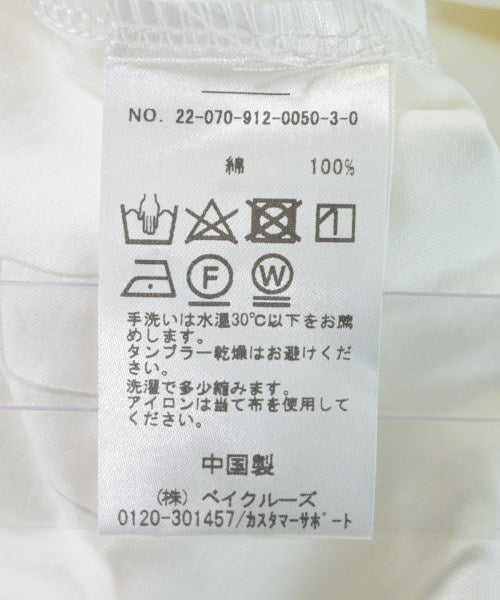 NO. 22-070-912-0050-3-0
綿 100%
F W
手洗いは水温30℃以下をお薦
めします。
タンブラー乾燥はお避けくだ
さい。
洗濯で多少縮みます。
アイロンは当て布を使用して
ください。
中国製
(株) ベイクルーズ
0120-301457/ｶｽﾀﾏｰｻﾎﾟｰﾄ